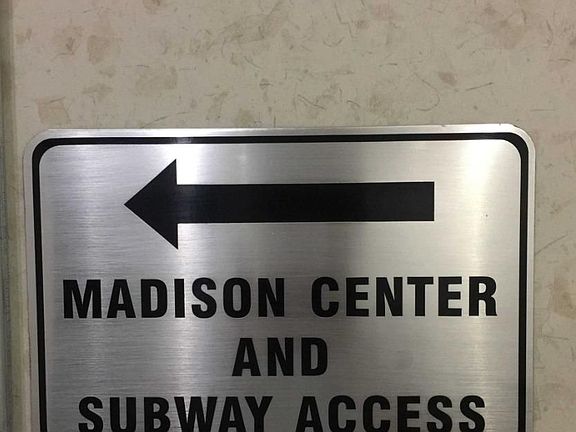 MADISON CENTER
AND
SUBWAY ACCESS